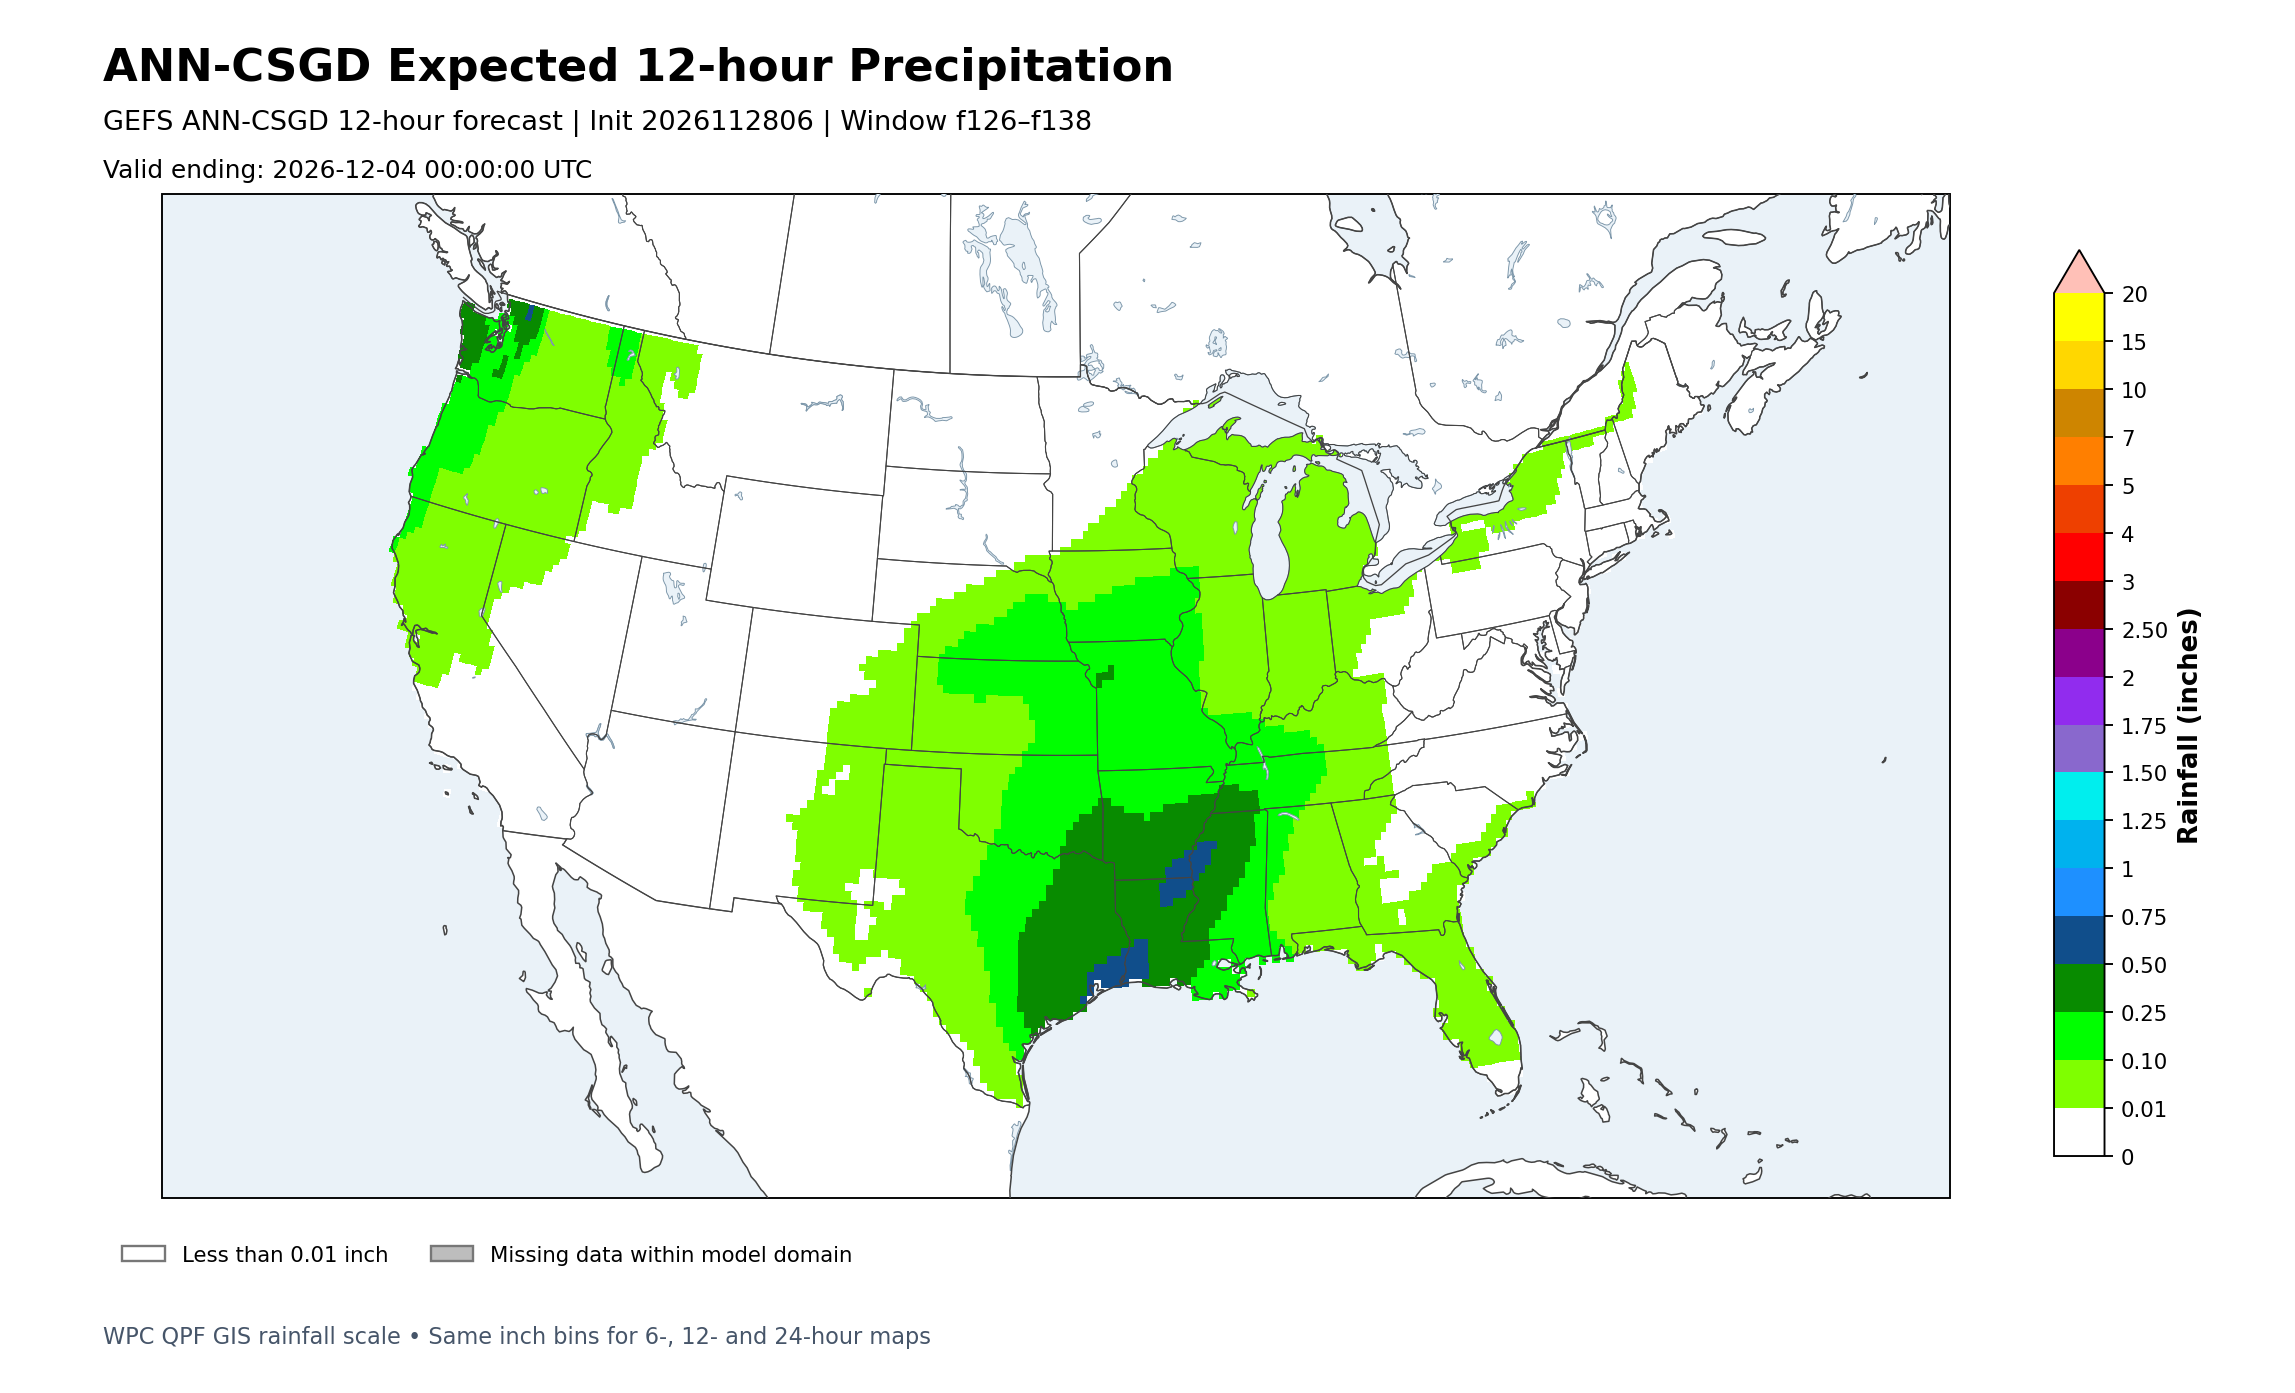 ANN-CSGD Expected 12-hour Precipitation
GEFS ANN-CSGD 12-hour forecast | Init 2026112806 | Window f126–f138
Valid ending: 2026-12-04 00:00:00 UTC
20
15
10
7
5
4
3
2.50
2
1.75
1.50
1.25
1
0.75
0.50
0.25
0.10
0.01
0
Rainfall (inches)
Less than 0.01 inch
Missing data within model domain
WPC QPF GIS rainfall scale • Same inch bins for 6-, 12- and 24-hour maps